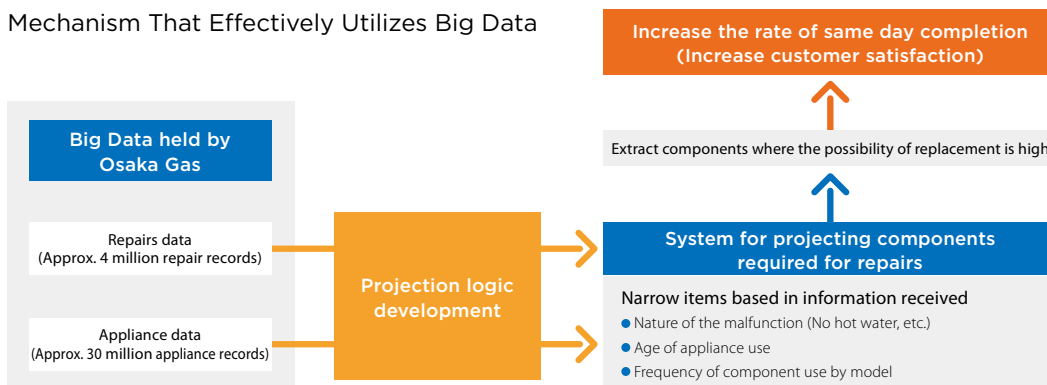 Mechanism That Effectively Utilizes Big Data
Big Data held by
Osaka Gas
Repairs data
(Approx. 4 million repair records)
Appliance data
(Approx. 30 million appliance records)
Projection logic
development
Increase the rate of same day completion
(Increase customer satisfaction)
Extract components where the possibility of replacement is high
System for projecting components
required for repairs
Narrow items based in information received
● Nature of the malfunction (No hot water, etc.)
● Age of appliance use
● Frequency of component use by model